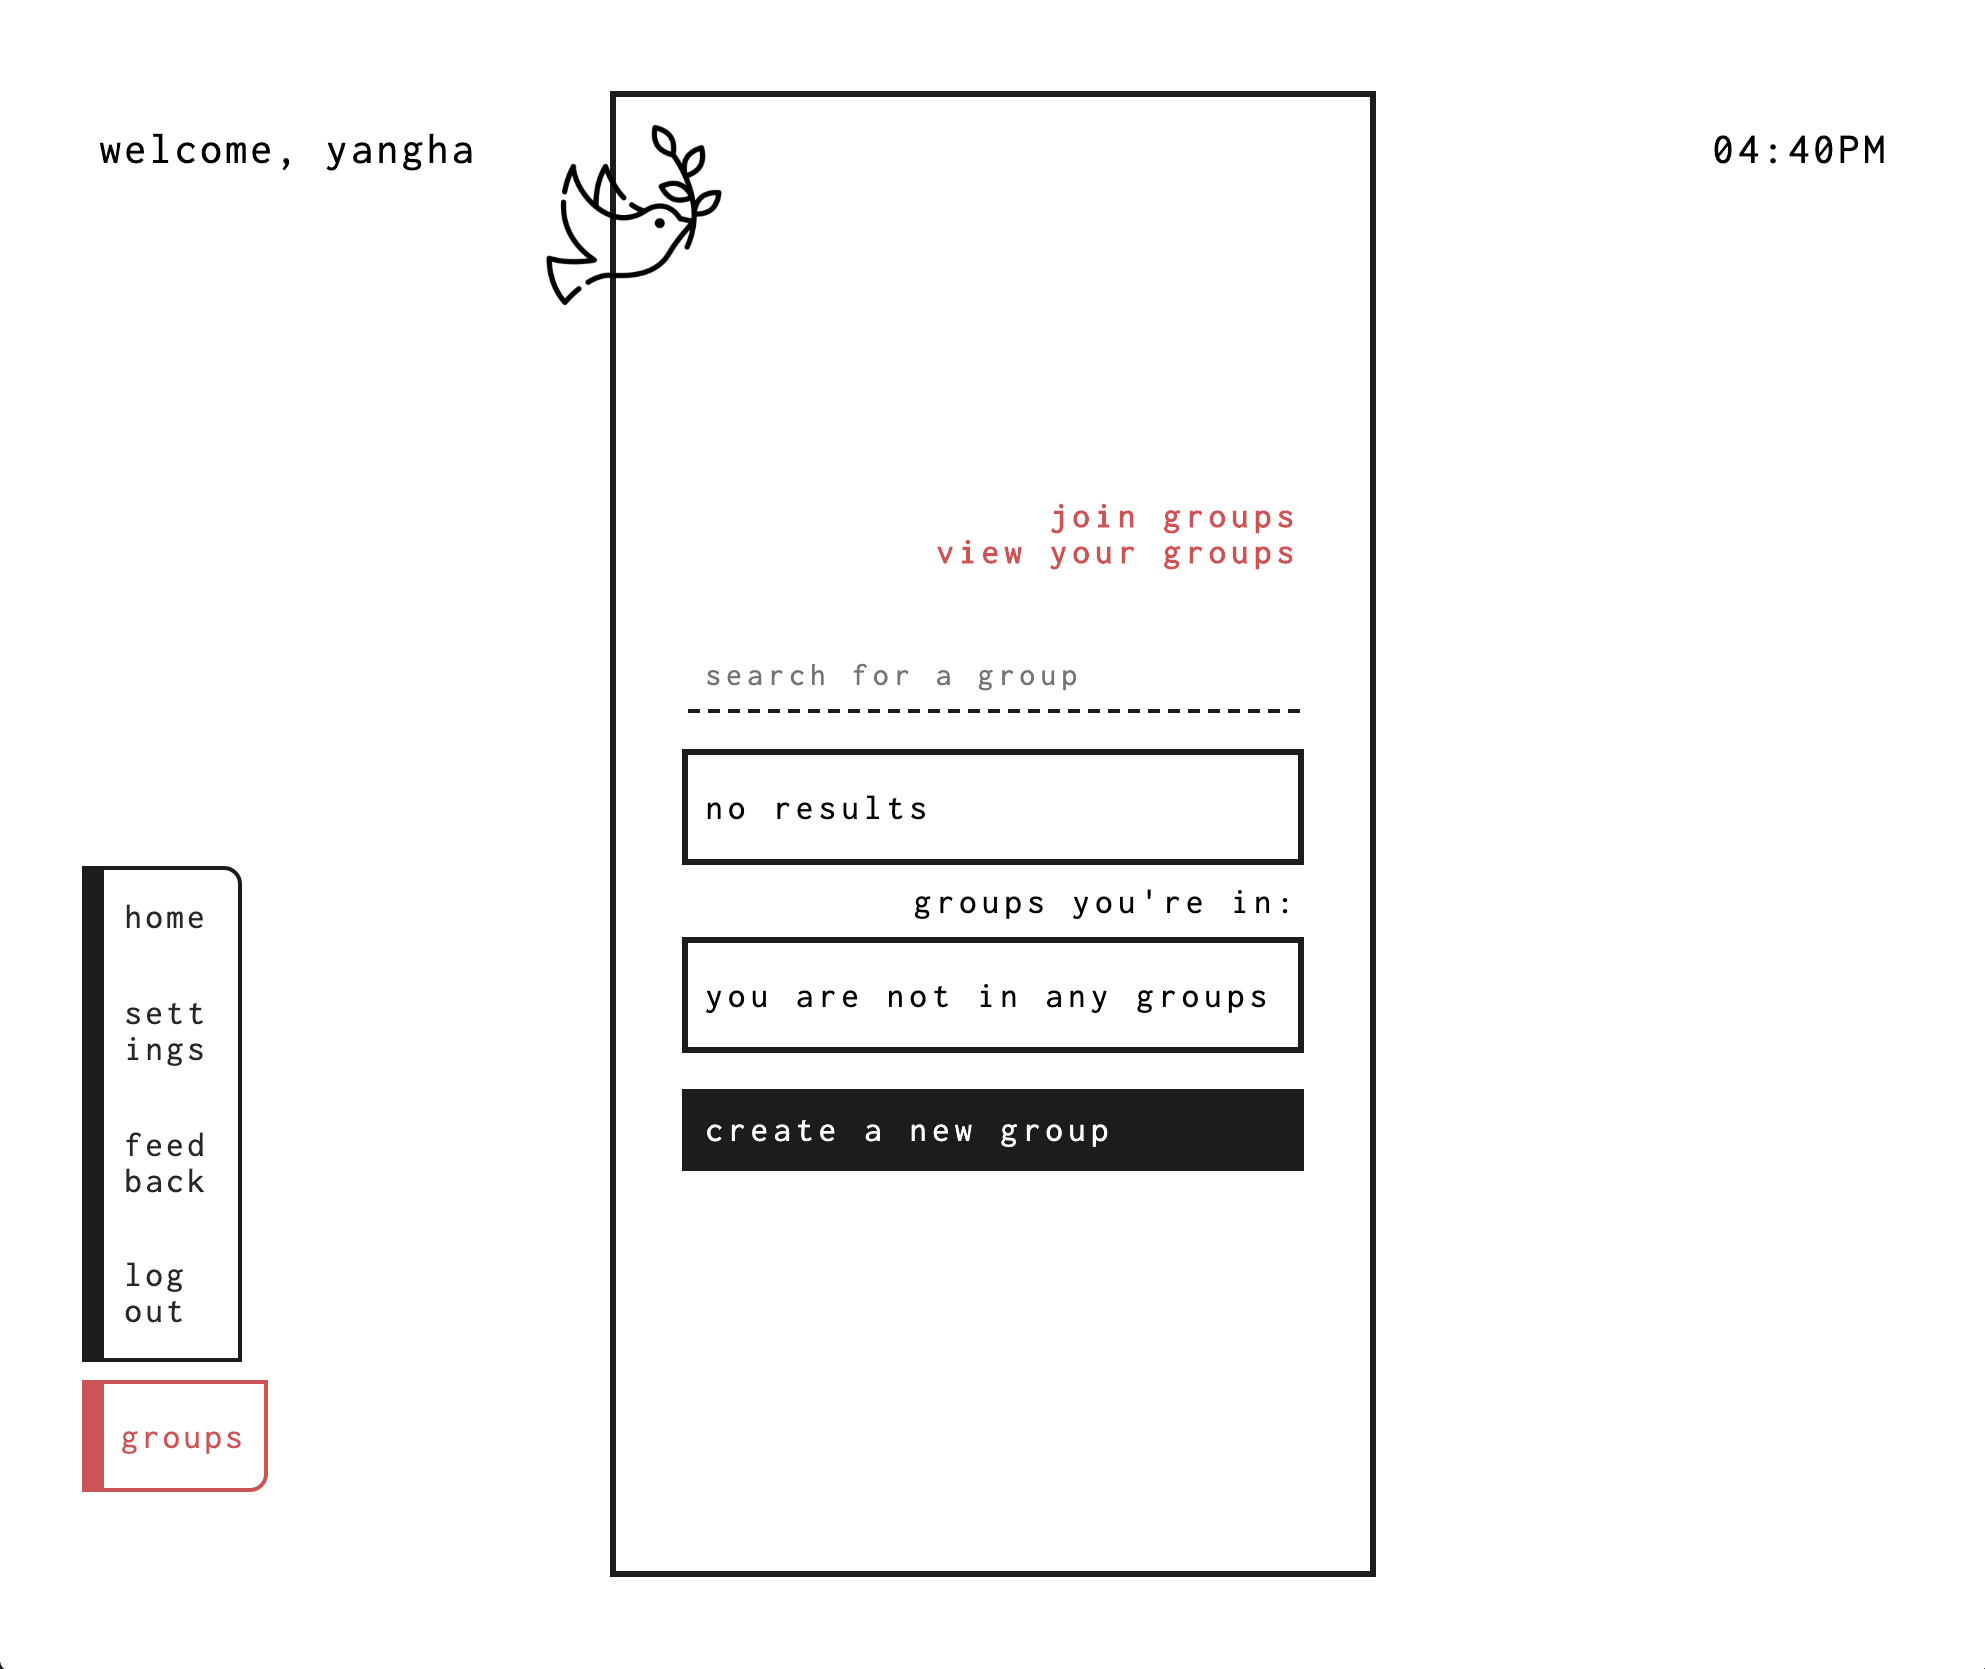 welcome, yangha
04:40PM
join groups
view your groups
search for a group
no results
groups you're in:
you are not in any groups
create a new group
home
sett
ings
feed
back
log
out
groups